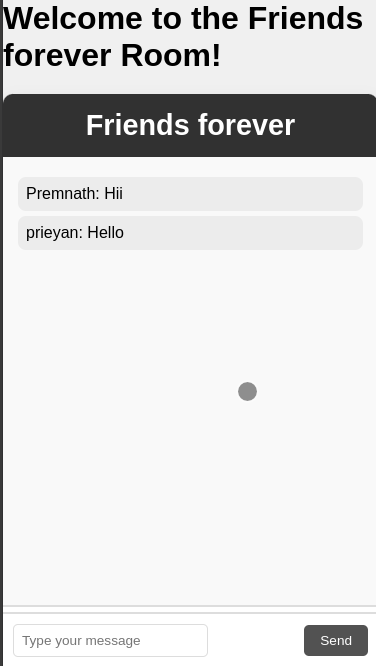 Welcome to the Friends
forever Room!
Friends forever
Premnath: Hii
prieyan: Hello
Type your message
Send